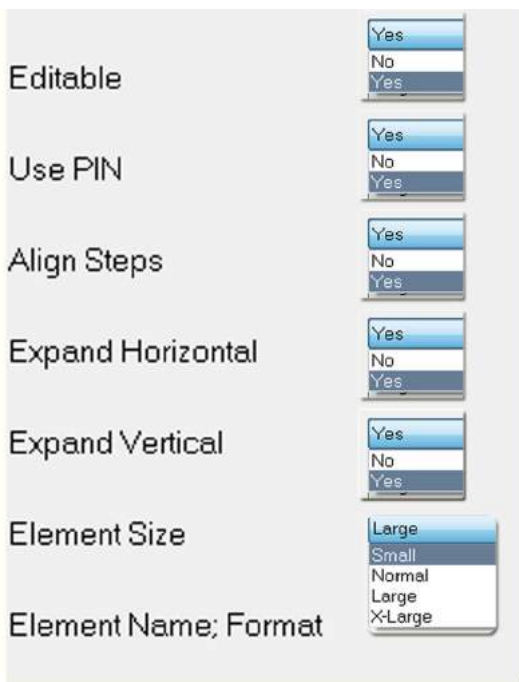 Yes
No
Editable
Yes
Yes
Use PIN
No
Yes
Yes
Align Steps
No
Yes
Yes
Expand Horizontal
No
Yes
Yes
Expand Vertical
No
Yes
Element Size
Large
Small
Normal
Large
X-Large
Element Name; Format